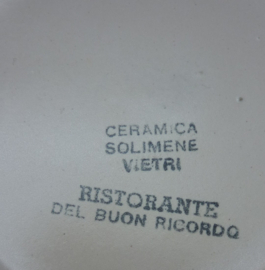 CERAMICA
SOLIMENE
VIETRI
RISTORANTE
DEL BUON RICORDO